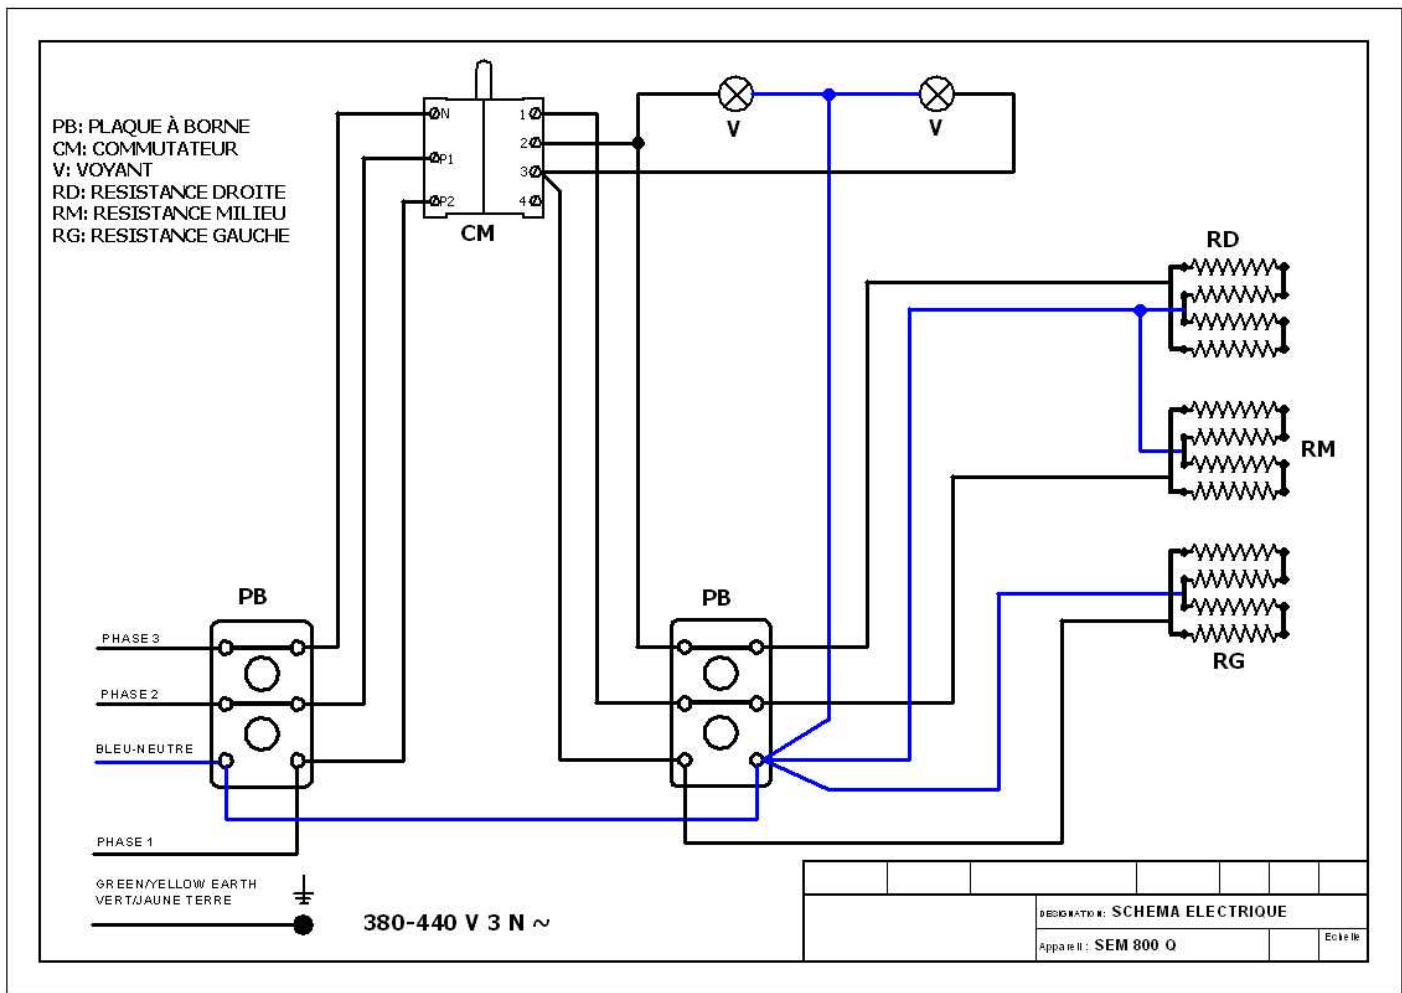 PB: PLAQUE À BORNE
CM: COMMUTATEUR
V: VOYANT
RD: RESISTANCE DROITE
RM: RESISTANCE MILIEU
RG: RESISTANCE GAUCHE
N
P1
P2
1
2
3
4
CM
V
V
RD
RM
RG
PB
PB
PHASE 3
PHASE 2
BLEU-NEUTRE
PHASE 1
GREEN/YELLOW EARTH
VERT/JAUNE TERRE
380-440 V 3 N ~
DESIGNATION: SCHEMA ELECTRIQUE
Appareil: SEM 800 Q
Echelle